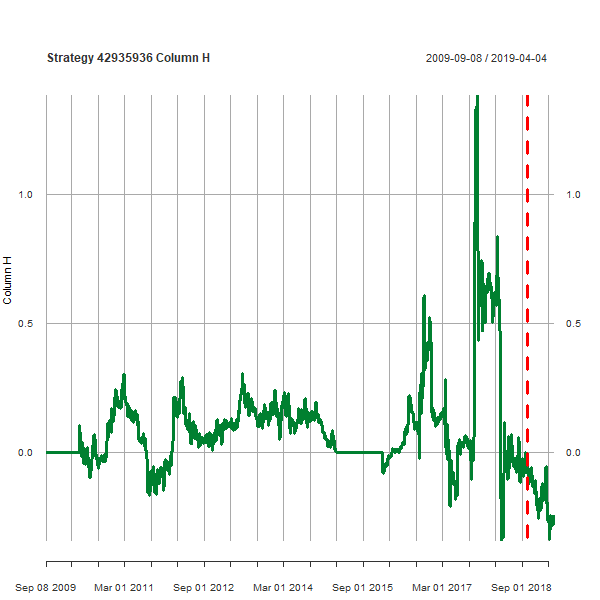 Strategy 42935936 Column H
2009-09-08 / 2019-04-04
Column H
1.0
1.0
0.5
0.5
0.0
0.0
Sep 08 2009
Mar 01 2011
Sep 01 2012
Mar 01 2014
Sep 01 2015
Mar 01 2017
Sep 01 2018